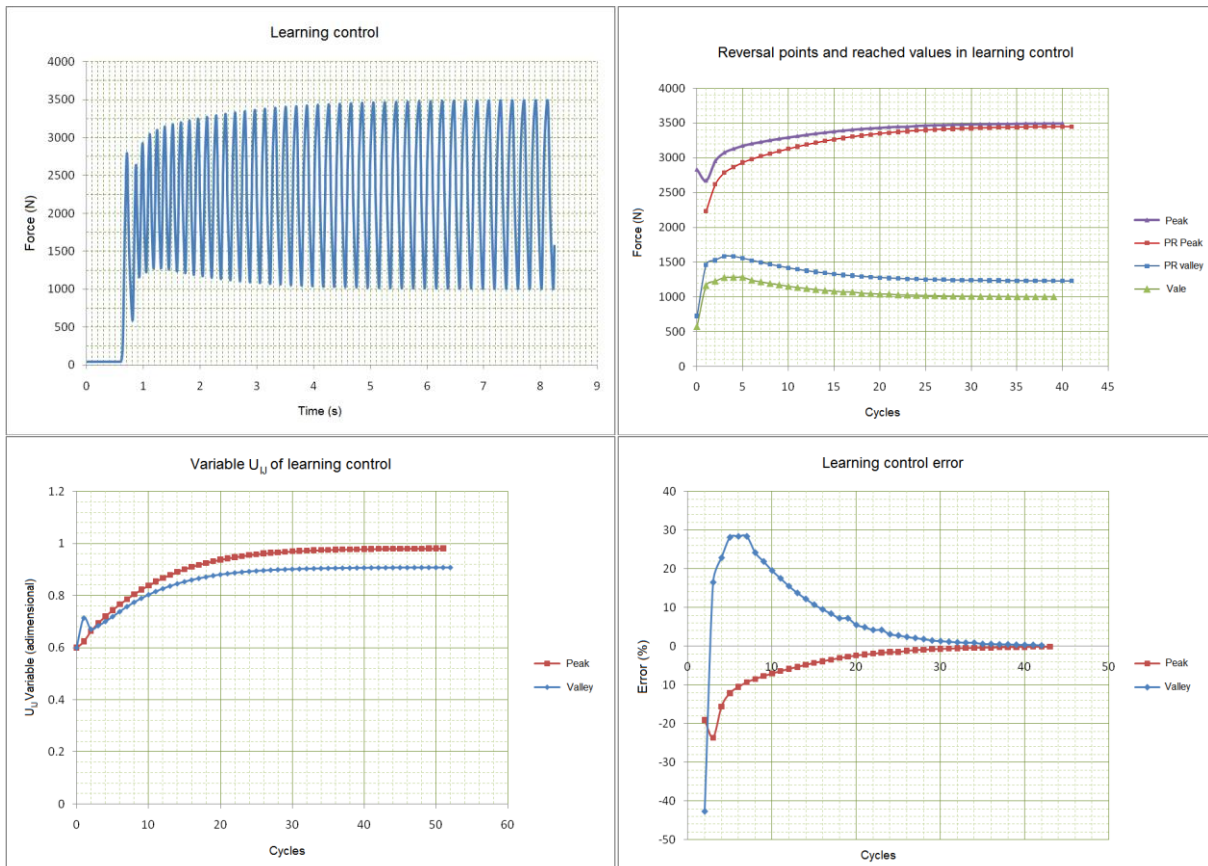 Learning control
4000
3500
3000
2500
2000
1500
1000
500
0
Force (N)
0 1 2 3 4 5 6 7 8 9
Time (s)
Reversal points and reached values in learning control
4000
3500
3000
2500
2000
1500
1000
500
0
Force (N)
0 5 10 15 20 25 30 35 40 45
Cycles
Peak
PR Peak
PR valley
Vale
Variable UIJ of learning control
1.2
1
0.8
0.6
0.4
0.2
0
UIJ Variable (adimensional)
0 10 20 30 40 50 60
Cycles
Peak
Valley
Learning control error
40
30
20
10
0
10
-20
-30
-40
-50
Error (%)
0 10 20 30 40 50
Cycles
Peak
Valley